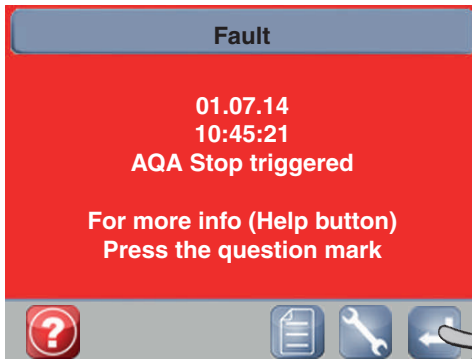 Fault
01.07.14
10:45:21
AQA Stop triggered
For more info (Help button)
Press the question mark
?